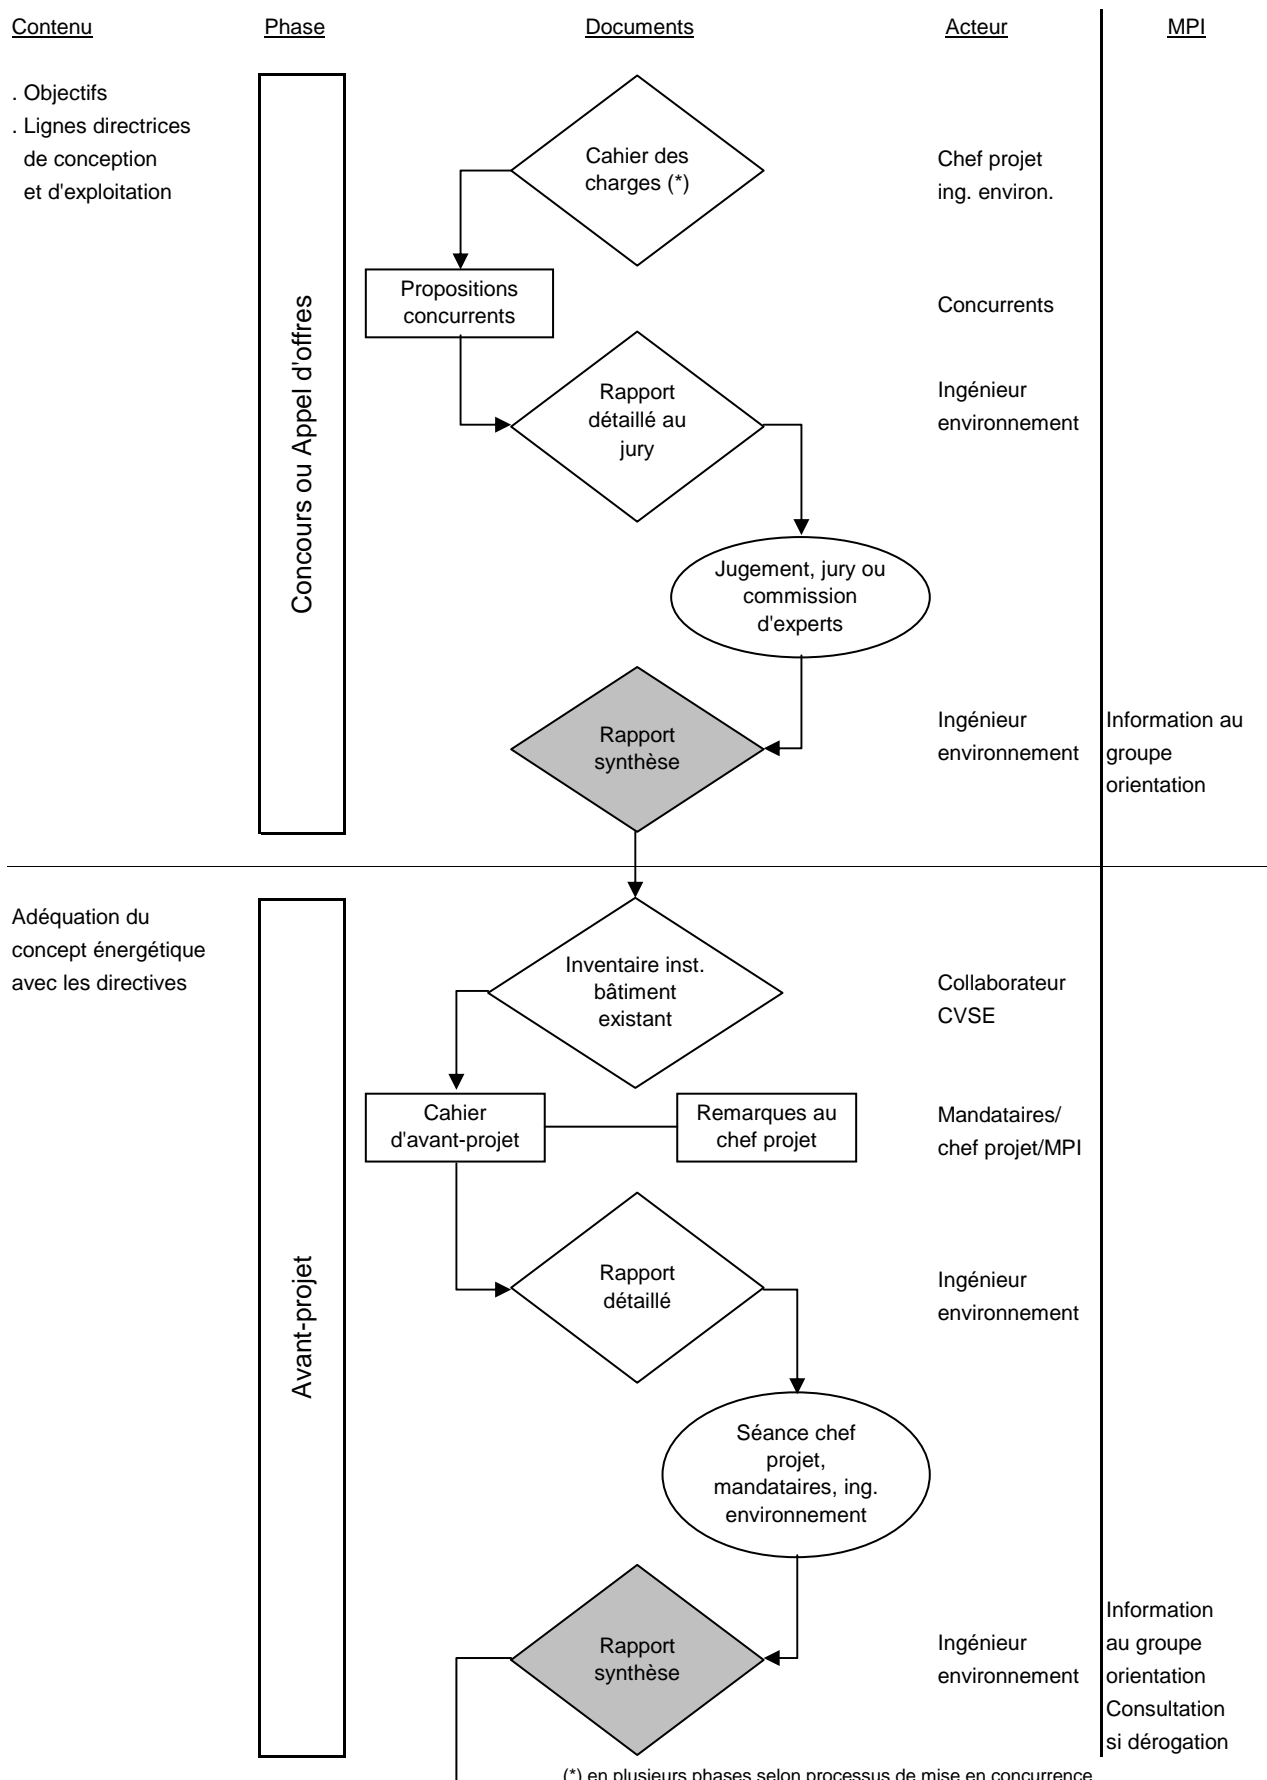 Contenu
Phase
Documents
Acteur
MPI
. Objectifs
. Lignes directrices
de conception
et d'exploitation
Concours ou Appel d'offres
Cahier des
charges (*)
Chef projet
ing. environ.
Propositions
concurrents
Concurrents
Rapport
détaillé au
jury
Ingénieur
environnement
Jugement, jury ou
commission
d'experts
Rapport
synthèse
Ingénieur
environnement
Information au
groupe
orientation
Adéquation du
concept énergétique
avec les directives
Avant-projet
Inventaire inst.
bâtiment
existant
Collaborateur
CVSE
Cahier
d'avant-projet
Remarques au
chef projet
Mandataires/
chef projet/MPI
Rapport
détaillé
Ingénieur
environnement
Séance chef
projet,
mandataires, ing.
environnement
Rapport
synthèse
Ingénieur
environnement
Information
au groupe
orientation
Consultation
si dérogation
(*) en plusieurs phases selon processus de mise en concurrence